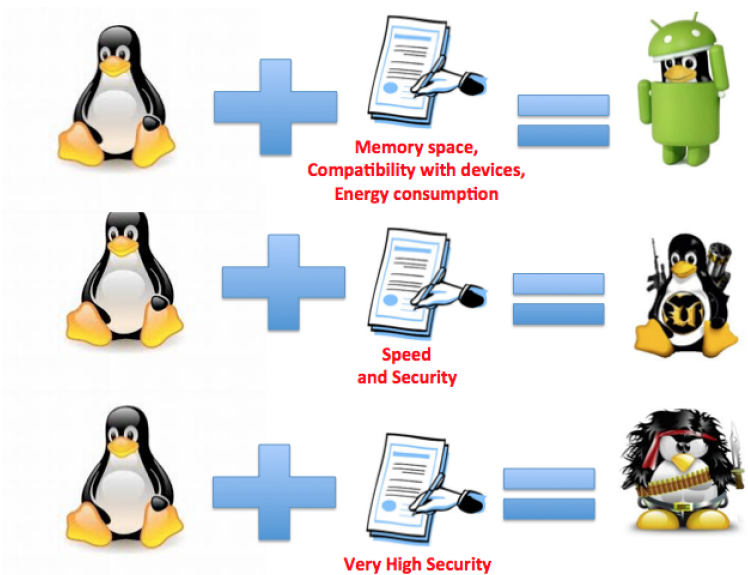 Memory space,
Compatibility with devices,
Energy consumption
Speed
and Security
Very High Security